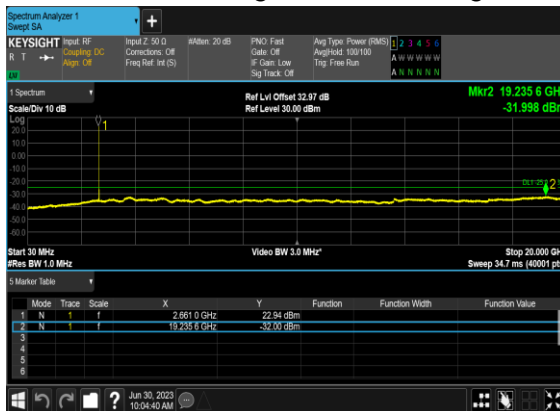 Spectrum Analyzer 1
Swept SA
KEYSIGHT Input: RF Input Z: 50 Ω #Atten: 20 dB PNO: Fast Avg Type: Power (RMS) 1 2 3 4 5 6
R T Coupling: DC Corrections: Off Gate: Off Avg|Hold: 100/100 A W W W W W
Align: Off Freq Ref: Int (S) IF Gain: Low Trig: Free Run A N N N N N
Sig Track: Off
1 Spectrum Ref Lvl Offset 32.97 dB Mkr2 19.235 6 GH
Scale/Div 10 dB Ref Level 30.00 dBm -31.998 dBr
Log
20.0 1
10.0
0.00
-10.0
-20.0 2
-30.0
-40.0
-50.0
-60.0
Start 30 MHz Video BW 3.0 MHz* Stop 20.000 GH
#Res BW 1.0 MHz Sweep 34.7 ms (40001 pt
5 Marker Table
Mode Trace Scale X Y Function Function Width Function Value
1 N 1 f 2.661 0 GHz 22.94 dBm
2 N 1 f 19.235 6 GHz -32.00 dBm
3
4
5
6
? Jun 30, 2023
10:04:40 AM